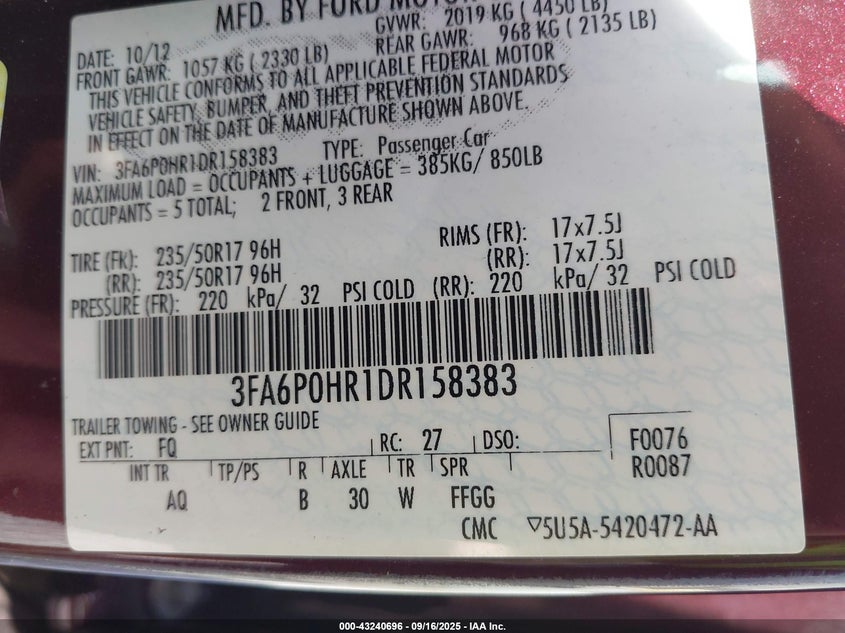 MFD. BY FORD MOTOR
GVWR: 2019 KG ( 4450 LB)
DATE: 10/12
REAR GAWR: 968 KG ( 2135 LB)
FRONT GAWR: 1057 KG ( 2330 LB)
THIS VEHICLE CONFORMS TO ALL APPLICABLE FEDERAL MOTOR
VEHICLE SAFETY, BUMPER, AND THEFT PREVENTION STANDARDS
IN EFFECT ON THE DATE OF MANUFACTURE SHOWN ABOVE.
VIN: 3FA6P0HR1DR158383 TYPE: Passenger Car
MAXIMUM LOAD = OCCUPANTS + LUGGAGE = 385KG/ 850LB
OCCUPANTS = 5 TOTAL; 2 FRONT, 3 REAR
TIRE (FR): 235/50R17 96H RIMS (FR): 17x7.5J
(RR): 235/50R17 96H (RR): 17x7.5J
PRESSURE (FR): 220 kPa/ 32 PSI COLD (RR): 220 kPa/ 32 PSI COLD
3FA6P0HR1DR158383
TRAILER TOWING - SEE OWNER GUIDE
EXT PNT: FQ RC: 27 DSO: F0076
INT TR TP/PS R AXLE TR SPR R0087
AQ B 30 W FFGG
CMC ▽5U5A-5420472-AA
000-43240696 - 09/16/2025 - IAA Inc.